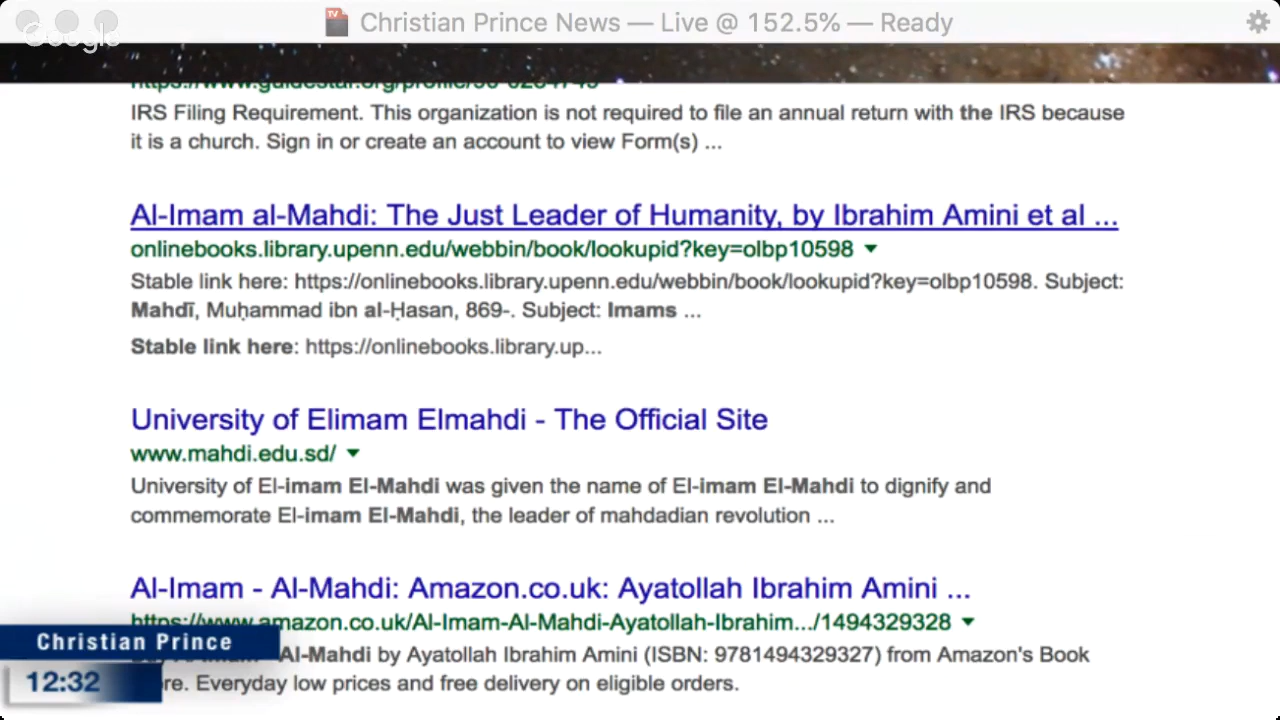 Christian Prince News — Live @ 152.5% — Ready
Google
IRS Filing Requirement. This organization is not required to file an annual return with the IRS because
it is a church. Sign in or create an account to view Form(s) ...
Al-Imam al-Mahdi: The Just Leader of Humanity, by Ibrahim Amini et al ...
onlinebooks.library.upenn.edu/webbin/book/lookupid?key=olbp10598
Stable link here: https://onlinebooks.library.upenn.edu/webbin/book/lookupid?key=olbp10598. Subject:
Mahdī, Muḥammad ibn al-Ḥasan, 869-. Subject: Imams ...
Stable link here: https://onlinebooks.library.up...
University of Elimam Elmahdi - The Official Site
www.mahdi.edu.sd/
University of El-imam El-Mahdi was given the name of El-imam El-Mahdi to dignify and
commemorate El-imam El-Mahdi, the leader of mahdadian revolution ...
Al-Imam - Al-Mahdi: Amazon.co.uk: Ayatollah Ibrahim Amini ...
https://www.amazon.co.uk/Al-Imam-Al-Mahdi-Ayatollah-Ibrahim.../1494329328
Al-Mahdi by Ayatollah Ibrahim Amini (ISBN: 9781494329327) from Amazon's Book
re. Everyday low prices and free delivery on eligible orders.
Christian Prince
12:32